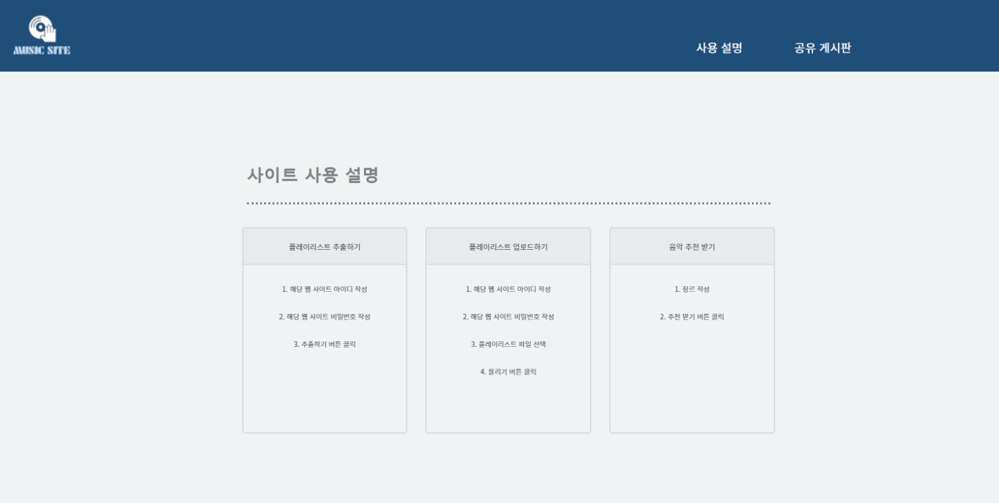 MUSIC SITE
사용 설명
공유 게시판
사이트 사용 설명
플레이리스트 추출하기
1. 해당 웹 사이트 아이디 작성
2. 해당 웹 사이트 비밀번호 작성
3. 추출하기 버튼 클릭
플레이리스트 업로드하기
1. 해당 웹 사이트 아이디 작성
2. 해당 웹 사이트 비밀번호 작성
3. 플레이리스트 파일 선택
4. 올리기 버튼 클릭
음악 추천 받기
1. 장르 작성
2. 추천 받기 버튼 클릭